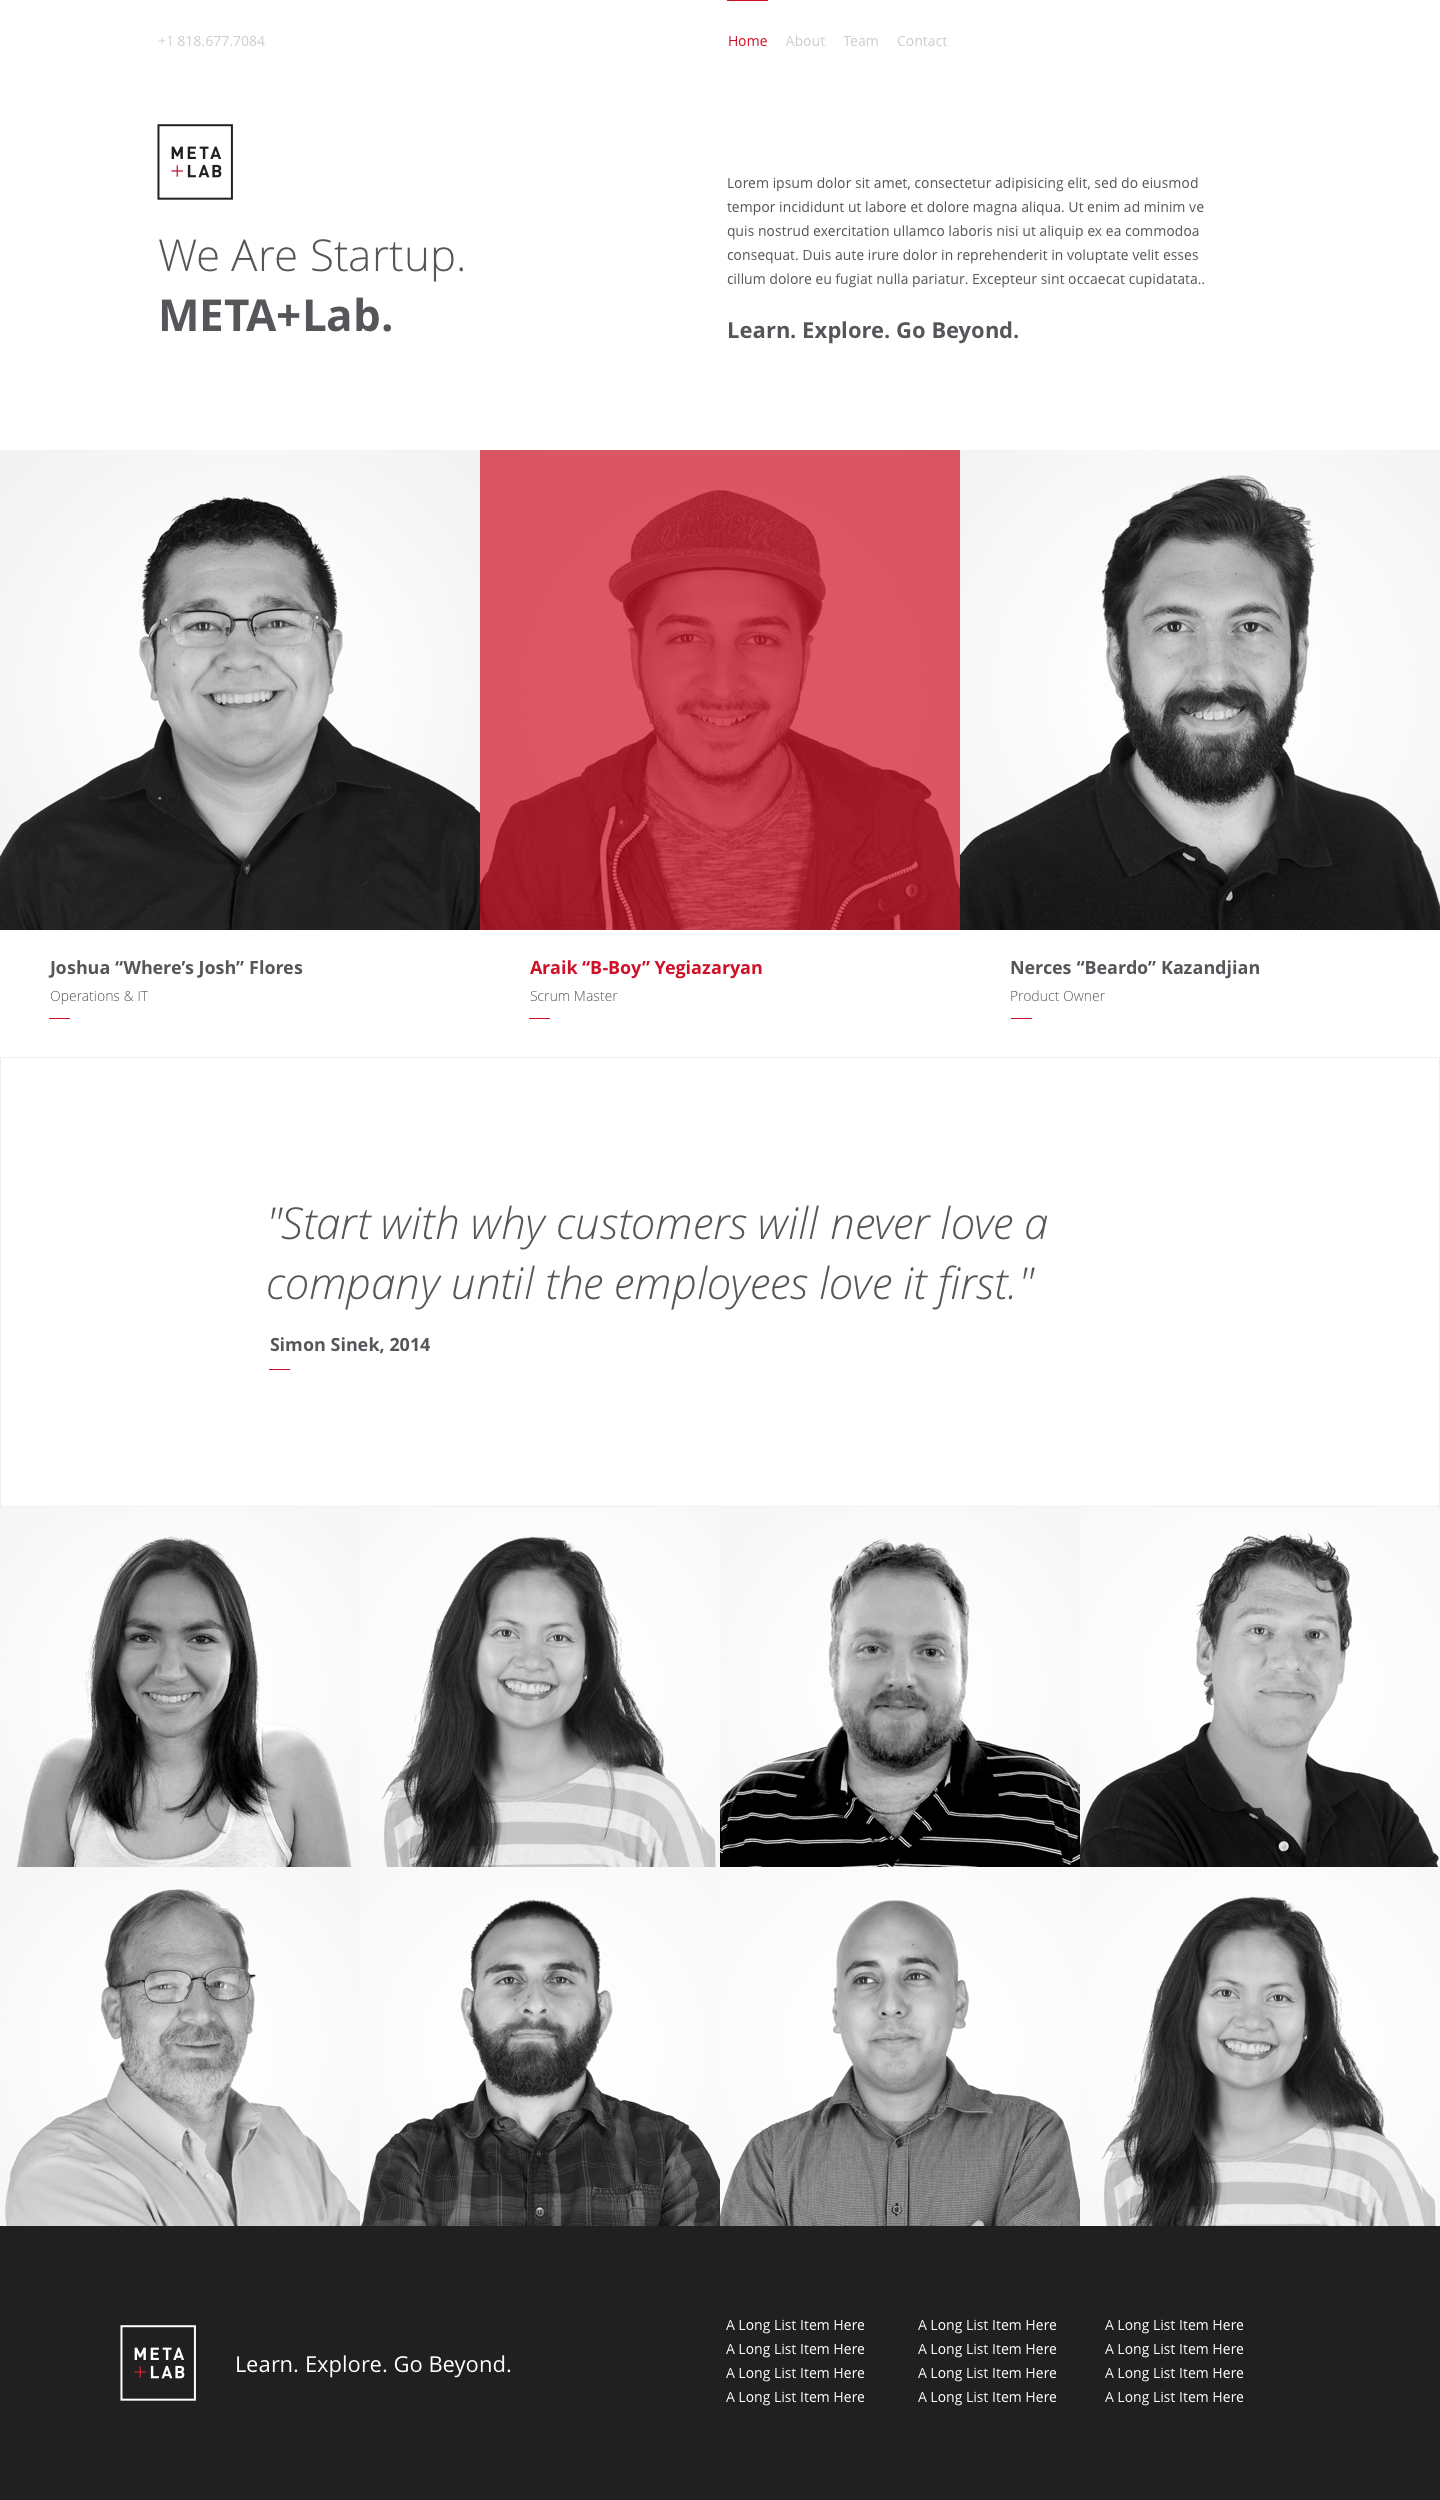 +1 818.677.7084
Home About Team Contact
META
+LAB
We Are Startup.
META+Lab.
Lorem ipsum dolor sit amet, consectetur adipisicing elit, sed do eiusmod
tempor incididunt ut labore et dolore magna aliqua. Ut enim ad minim ve
quis nostrud exercitation ullamco laboris nisi ut aliquip ex ea commodoa
consequat. Duis aute irure dolor in reprehenderit in voluptate velit esses
cillum dolore eu fugiat nulla pariatur. Excepteur sint occaecat cupidatata..
Learn. Explore. Go Beyond.
Joshua “Where’s Josh” Flores
Operations & IT
Araik “B-Boy” Yegiazaryan
Scrum Master
Nerces “Beardo” Kazandjian
Product Owner
"Start with why customers will never love a
company until the employees love it first."
Simon Sinek, 2014
META
+LAB
Learn. Explore. Go Beyond.
A Long List Item Here
A Long List Item Here
A Long List Item Here
A Long List Item Here
A Long List Item Here
A Long List Item Here
A Long List Item Here
A Long List Item Here
A Long List Item Here
A Long List Item Here
A Long List Item Here
A Long List Item Here